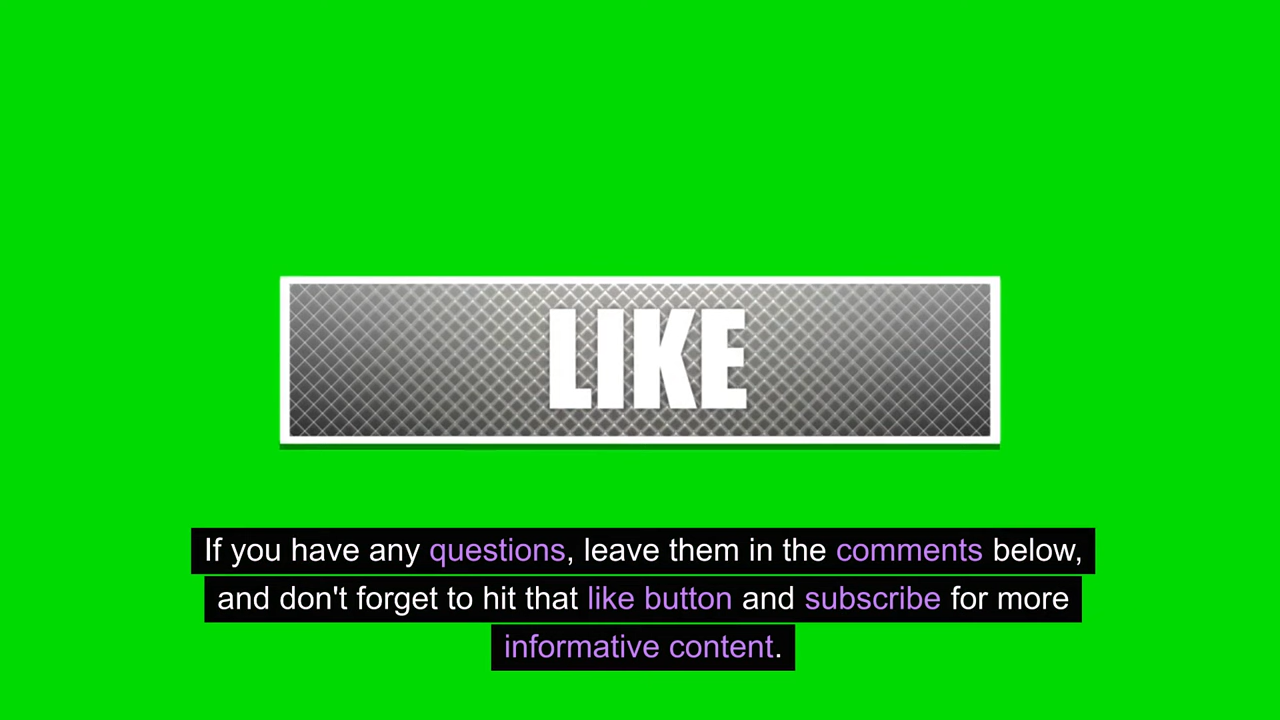 LIKE
If you have any questions, leave them in the comments below,
and don't forget to hit that like button and subscribe for more
informative content.